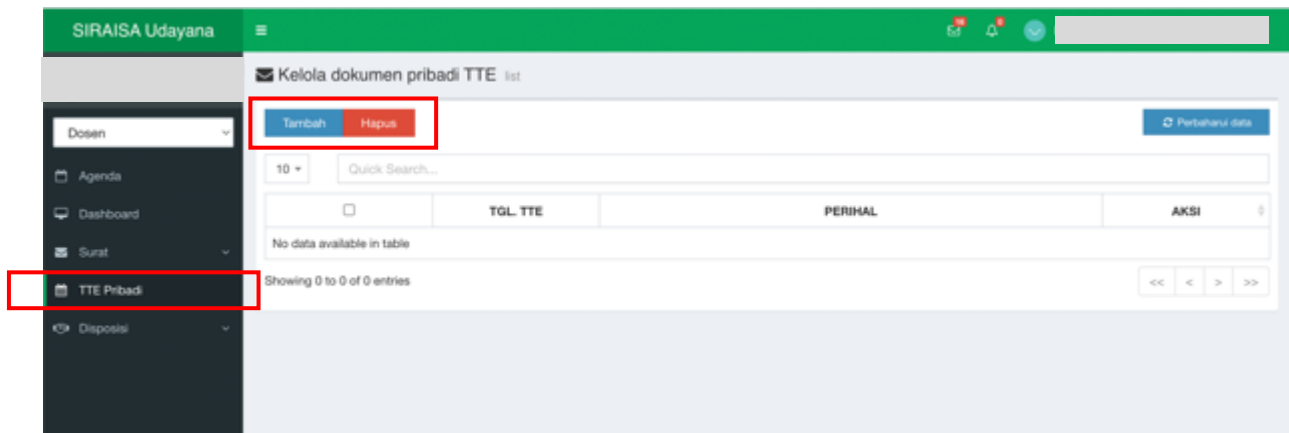 SIRAISA Udayana
Kelola dokumen pribadi TTE list
Tambah Hapus Perbaharui data
Dosen
10 Quick Search...
Agenda
TGL. TTE PERIHAL AKSI
Dashboard
No data available in table
Surat
Showing 0 to 0 of 0 entries << < > >>
TTE Pribadi
Disposisi